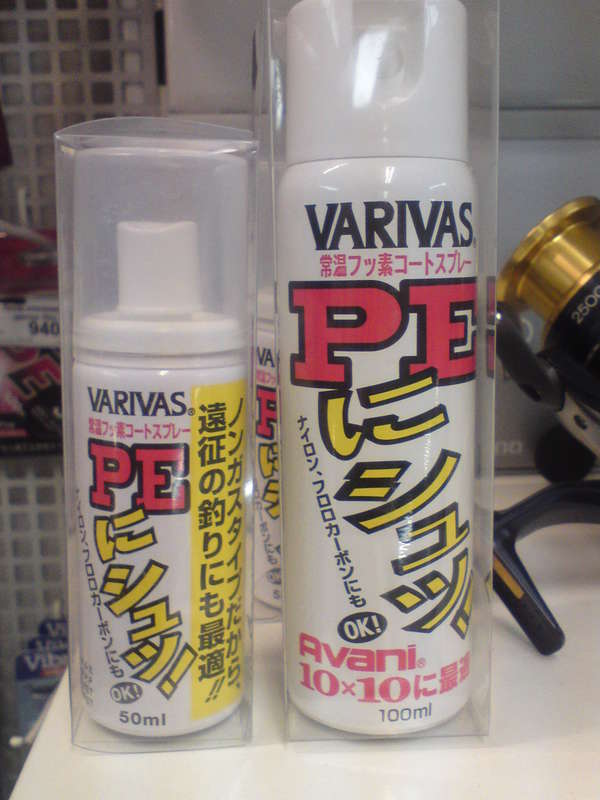 VARIVAS®
常温フッ素コートスプレー
PE
にシュッ!
ナイロン、フロロカーボンにも
OK!
50ml
ノンガスタイプだから、
遠征の釣りにも最適!!
VARIVAS®
常温フッ素コートスプレー
PE
にシュッ!
ナイロン、フロロカーボンにも
OK!
Avani®
10×10に最適
100ml
2500
940